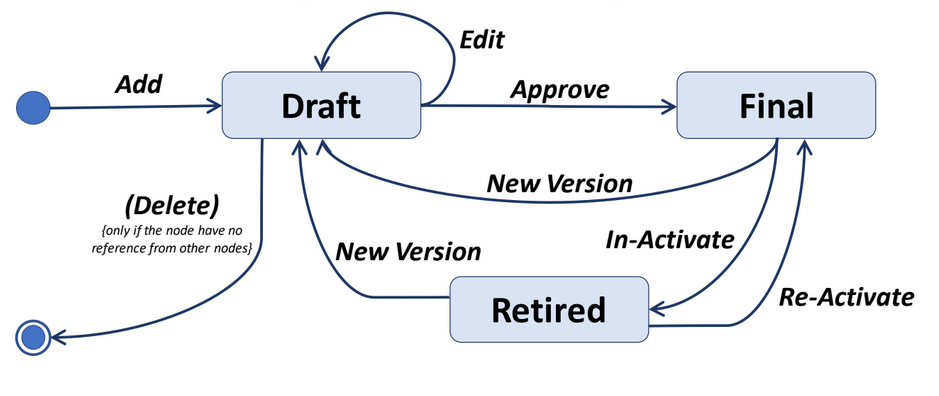 Edit
Add
Approve
Draft
Final
New Version
(Delete)
{only if the node have no
reference from other nodes}
In-Activate
New Version
Retired
Re-Activate